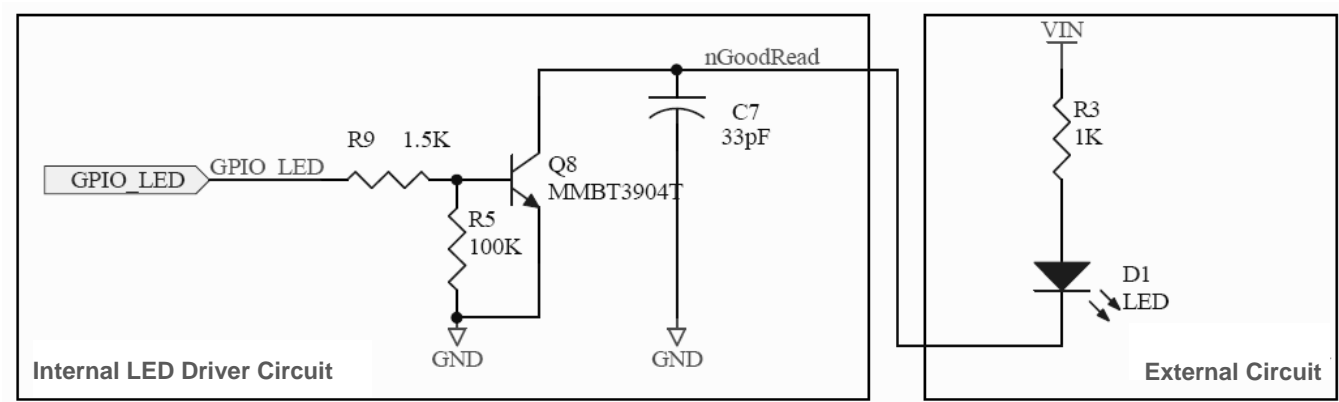 VIN
nGoodRead
R3
1K
C7
33pF
R9 1.5K
GPIO_LED GPIO_LED
Q8
MMBT3904T
R5
100K
D1
LED
GND GND
Internal LED Driver Circuit
External Circuit